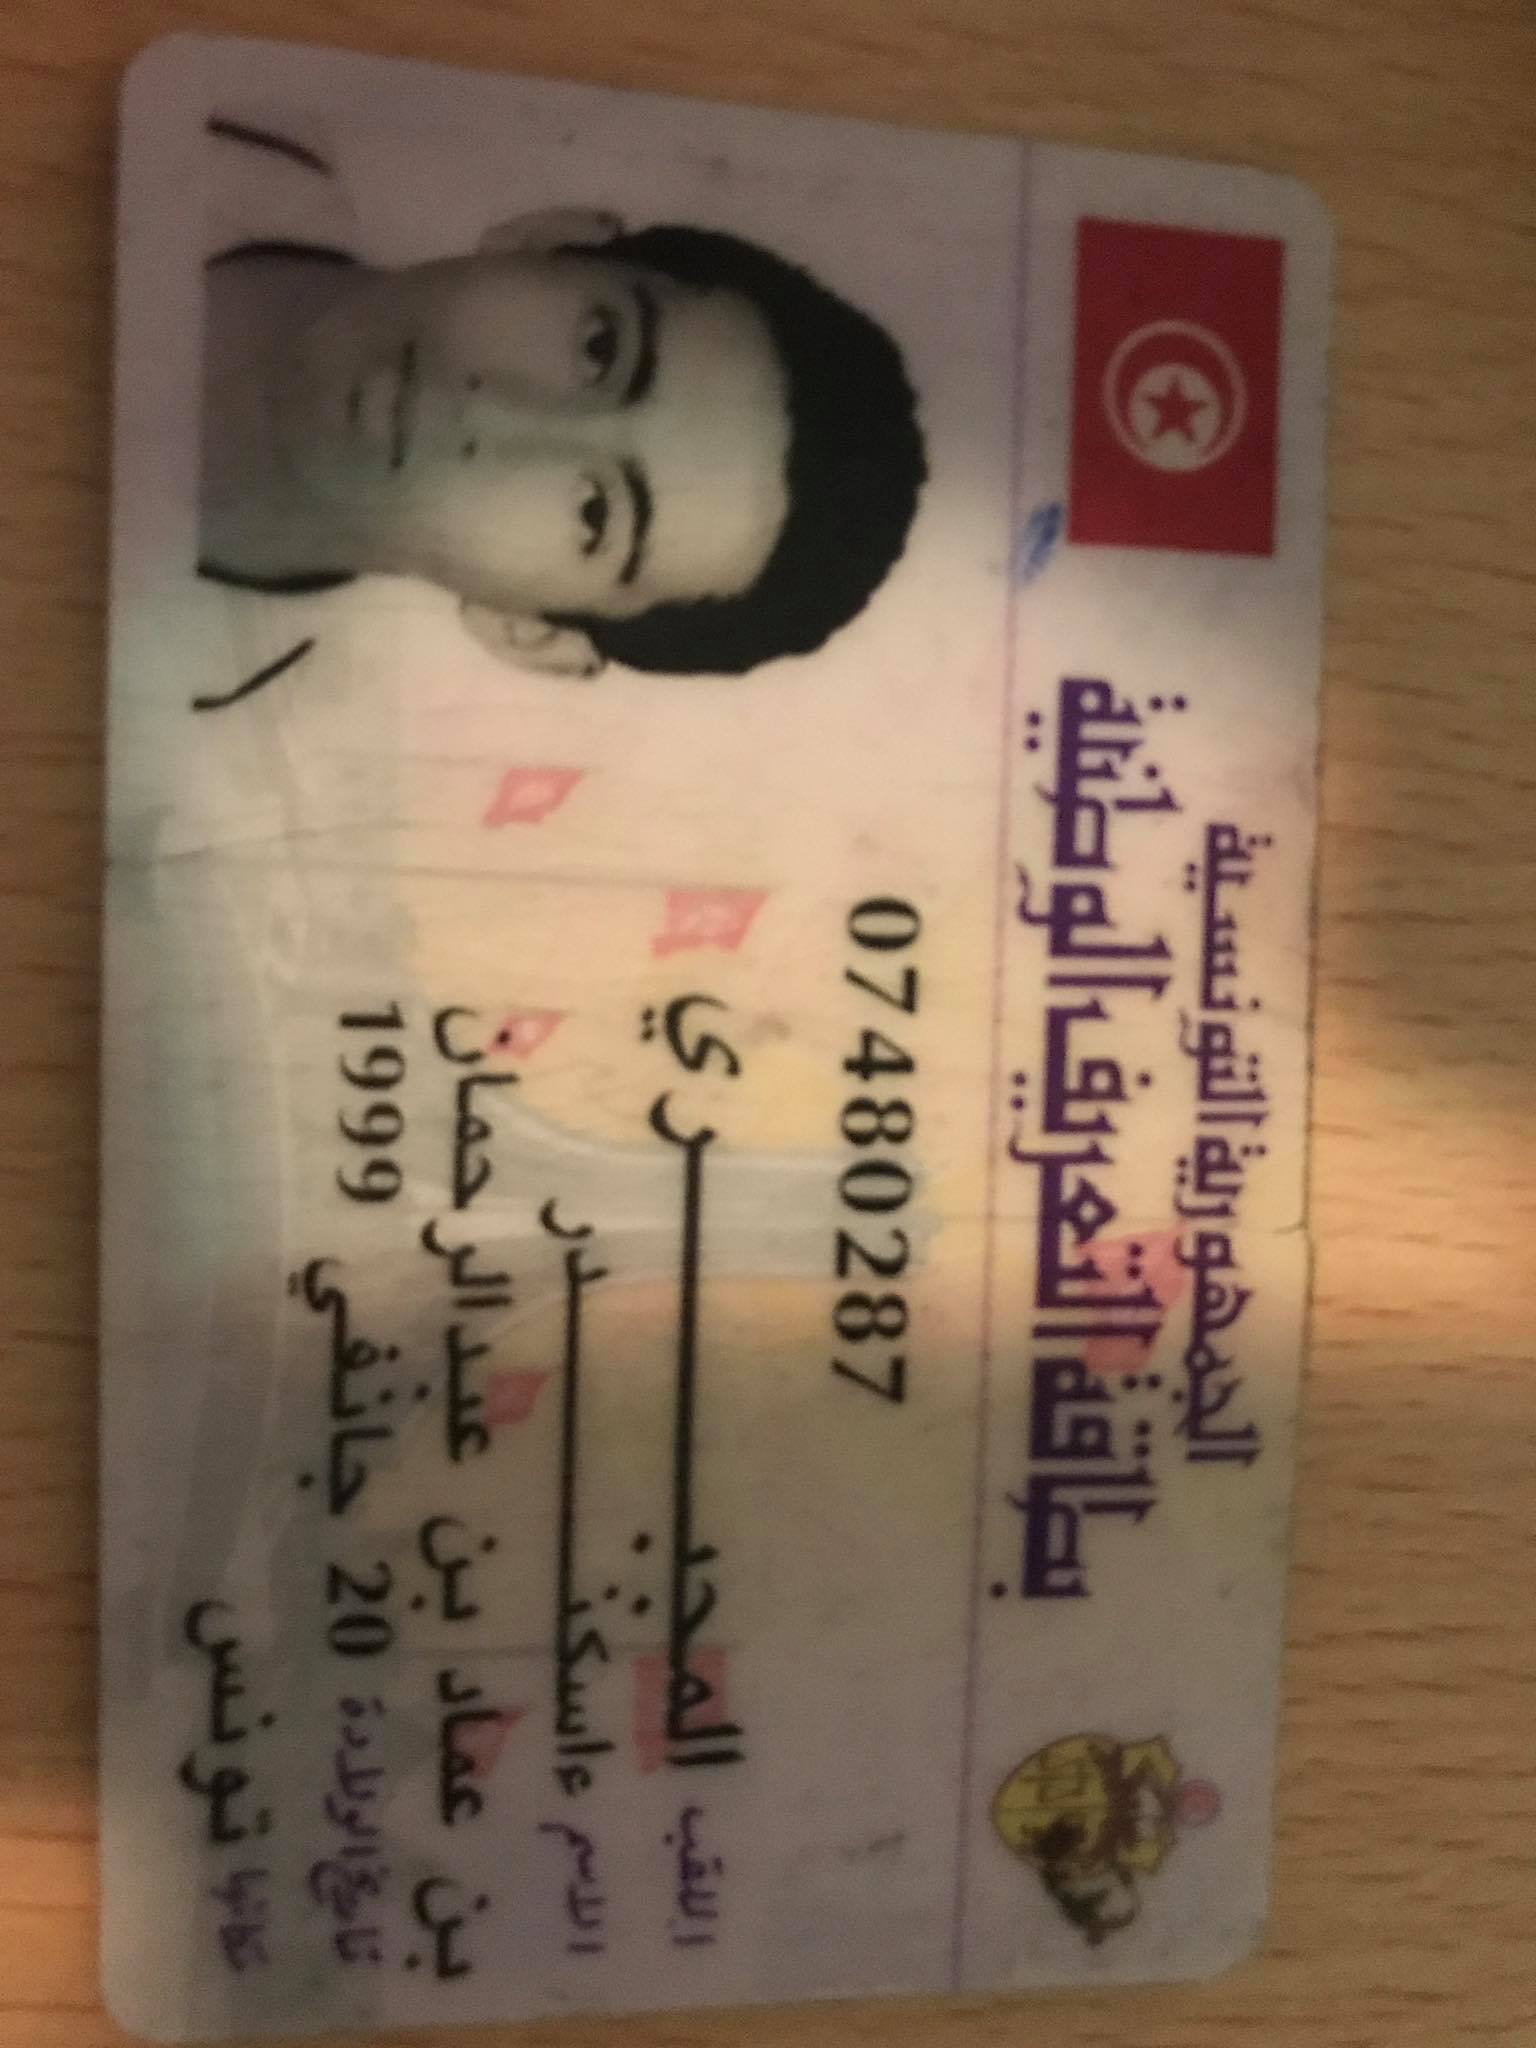 الجمهورية التونسية
بطاقة التعريف الوطنية
07480287
اللقب المجبري
الاسم ءاسكندر
بن عماد بن عبدالرحمان
تاريخ الولادة 20 جانفي 1999
مكانها تونس